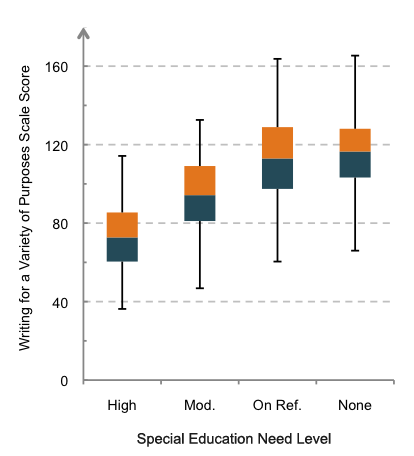 Writing for a Variety of Purposes Scale Score
160
120
80
40
0
High Mod. On Ref. None
Special Education Need Level